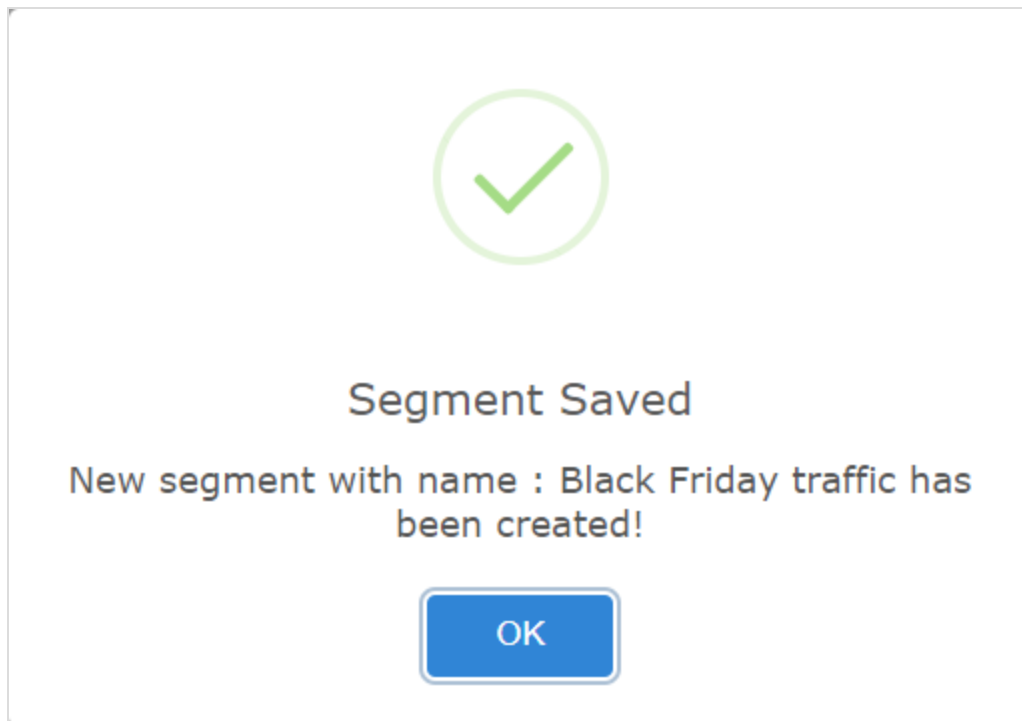 Segment Saved
New segment with name : Black Friday traffic has
been created!
OK